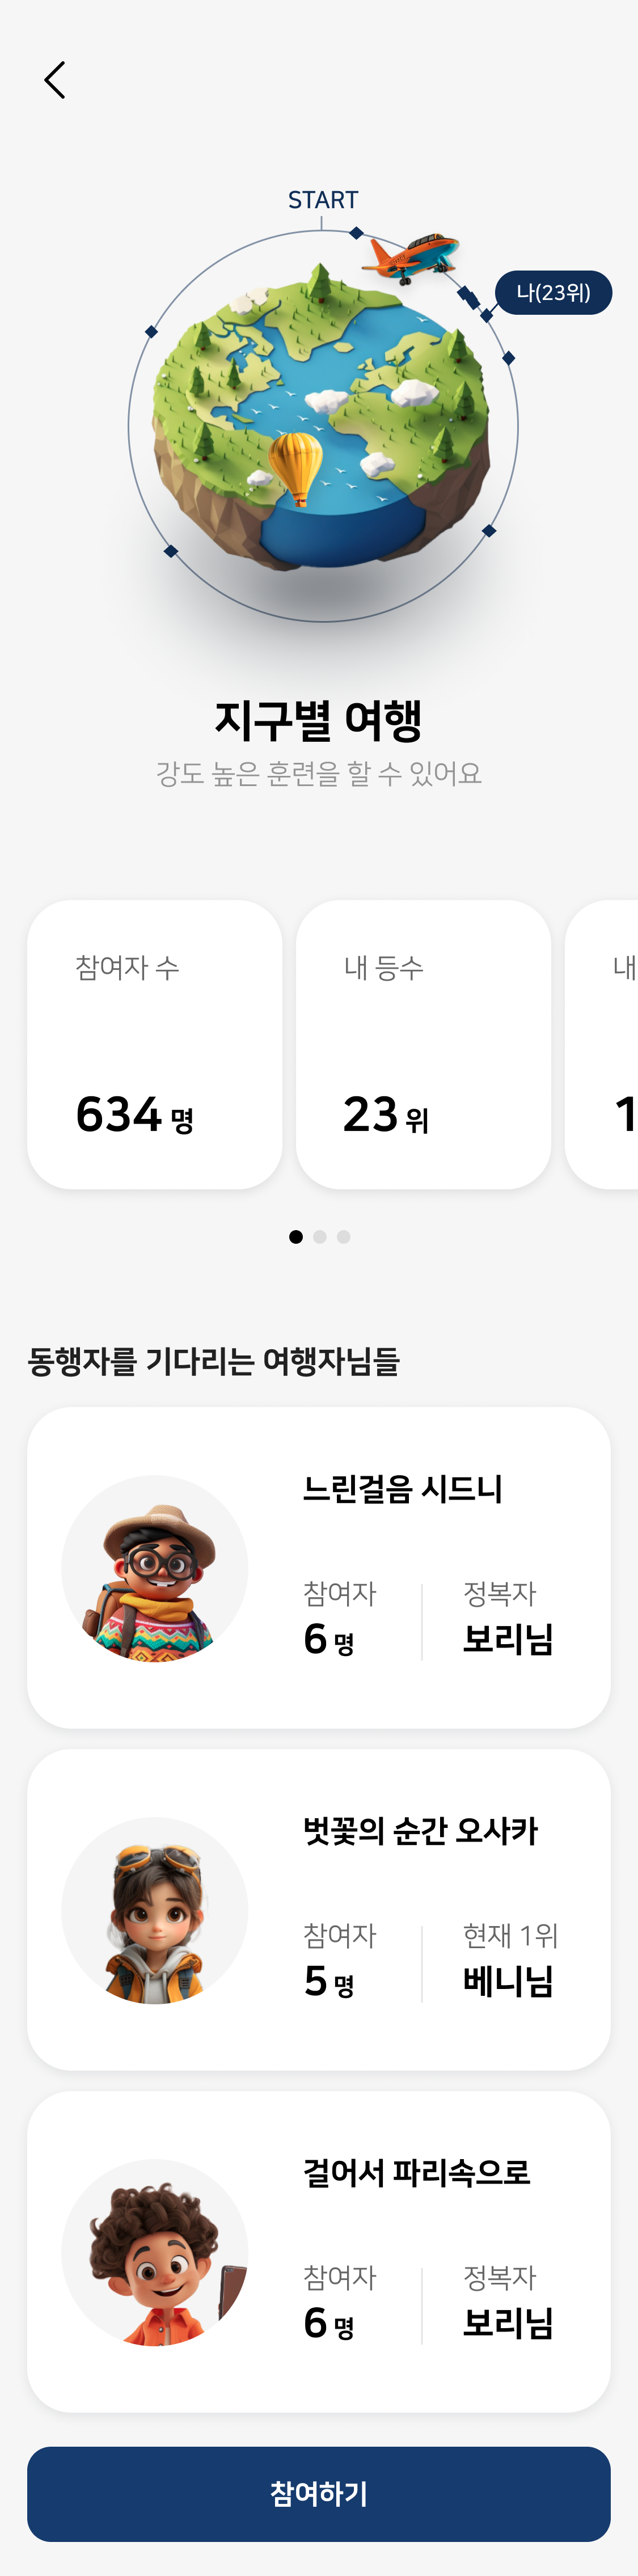 START
나(23위)
지구별 여행
강도 높은 훈련을 할 수 있어요
참여자 수
634 명
내 등수
23 위
내
1
동행자를 기다리는 여행자님들
느린걸음 시드니
참여자
6 명
정복자
보리님
벗꽃의 순간 오사카
참여자
5 명
현재 1위
베니님
걸어서 파리속으로
참여자
6 명
정복자
보리님
참여하기